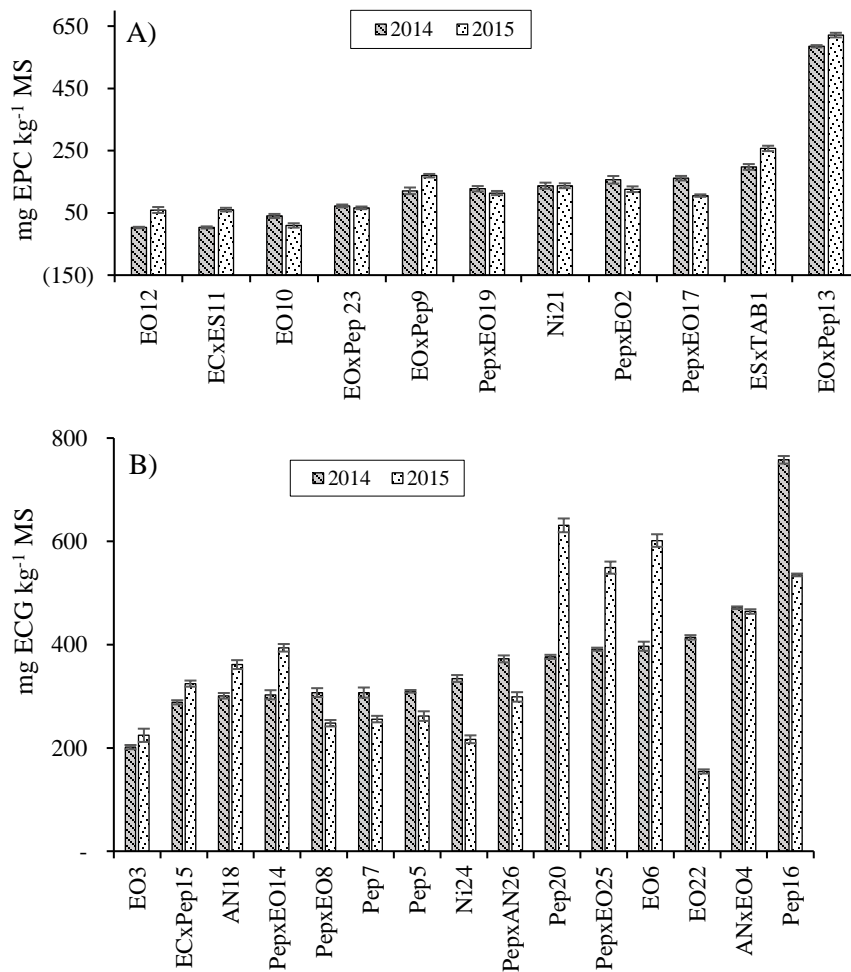 A)
2014 2015
mg EPC kg-1 MS
650
450
250
50
(150)
EO12
ECxES11
EO10
EOxPep 23
EOxPep9
PepxEO19
Ni21
PepxEO2
PepxEO17
ESxTAB1
EOxPep13
B)
2014 2015
mg ECG kg-1 MS
800
600
400
200
-
EO3
ECxPep15
AN18
PepxEO14
PepxEO8
Pep7
Pep5
Ni24
PepxAN26
Pep20
PepxEO25
EO6
EO22
ANxEO4
Pep16